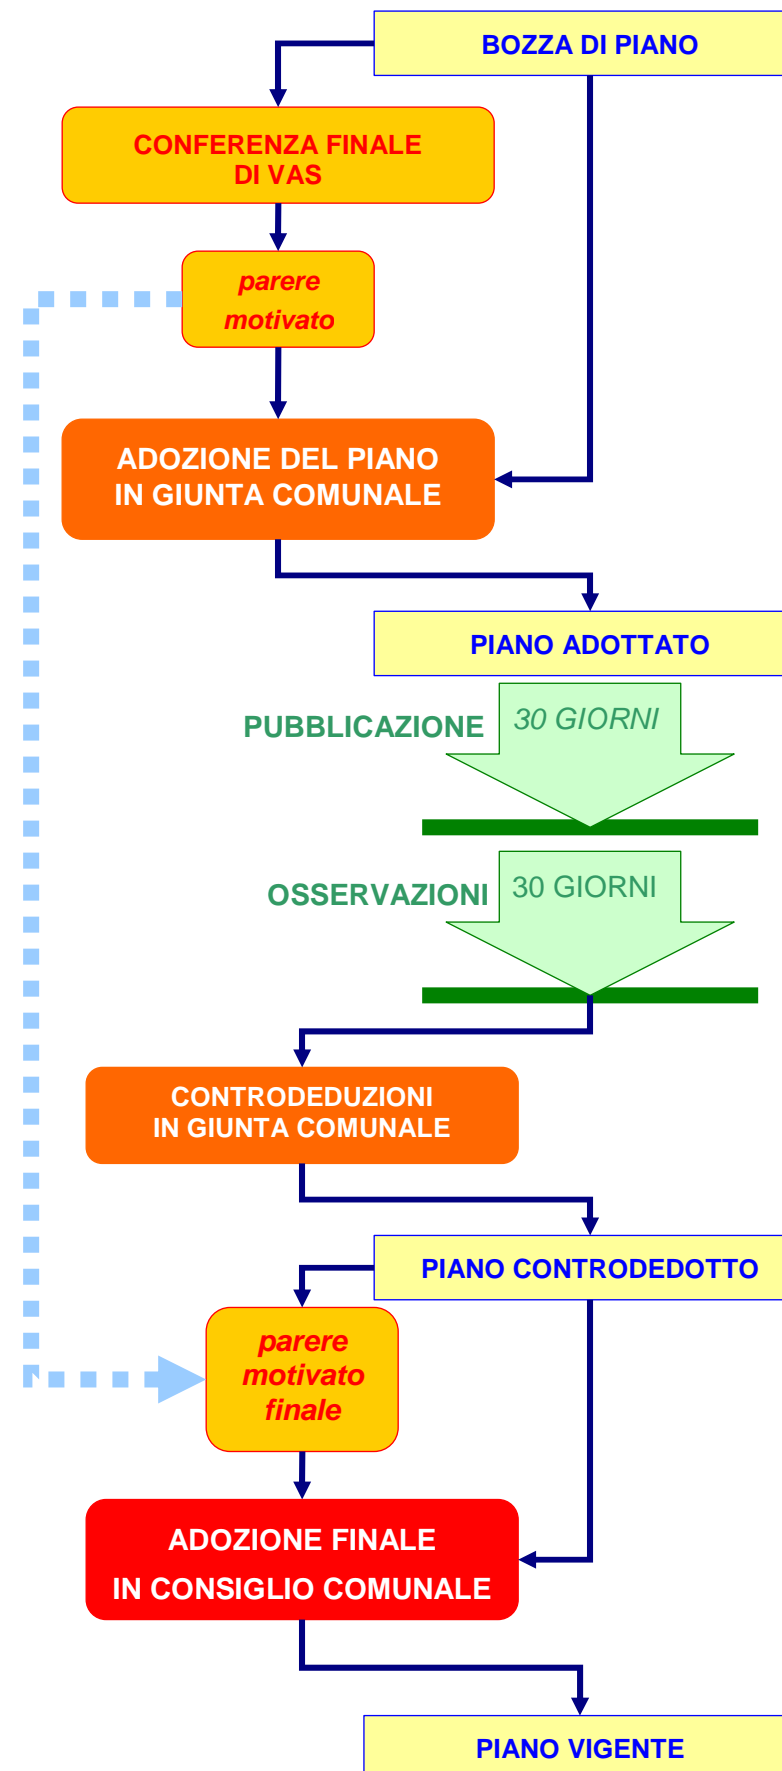 BOZZA DI PIANO
CONFERENZA FINALE
DI VAS
parere
motivato
ADOZIONE DEL PIANO
IN GIUNTA COMUNALE
PIANO ADOTTATO
PUBBLICAZIONE
30 GIORNI
OSSERVAZIONI
30 GIORNI
CONTRODEDUZIONI
IN GIUNTA COMUNALE
PIANO CONTRODEDOTTO
parere
motivato
finale
ADOZIONE FINALE
IN CONSIGLIO COMUNALE
PIANO VIGENTE